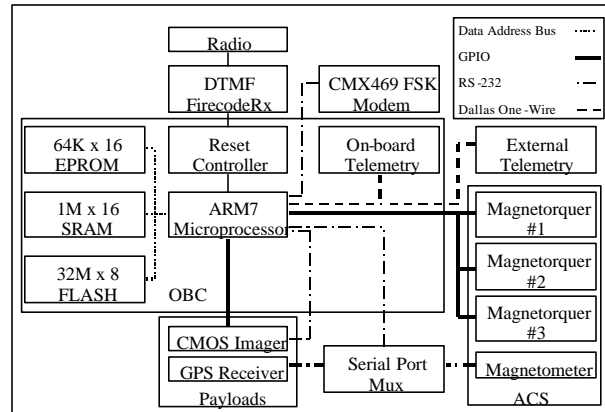 Radio
DTMF
FirecodeRx
CMX469 FSK
Modem
Data Address Bus
GPIO
RS-232
Dallas One-Wire
64K x 16
EPROM
Reset
Controller
On-board
Telemetry
External
Telemetry
1M x 16
SRAM
ARM7
Microprocessor
Magnetorquer
#1
32M x 8
FLASH
OBC
Magnetorquer
#2
Magnetorquer
#3
CMOS Imager
GPS Receiver
Payloads
Serial Port
Mux
Magnetometer
ACS